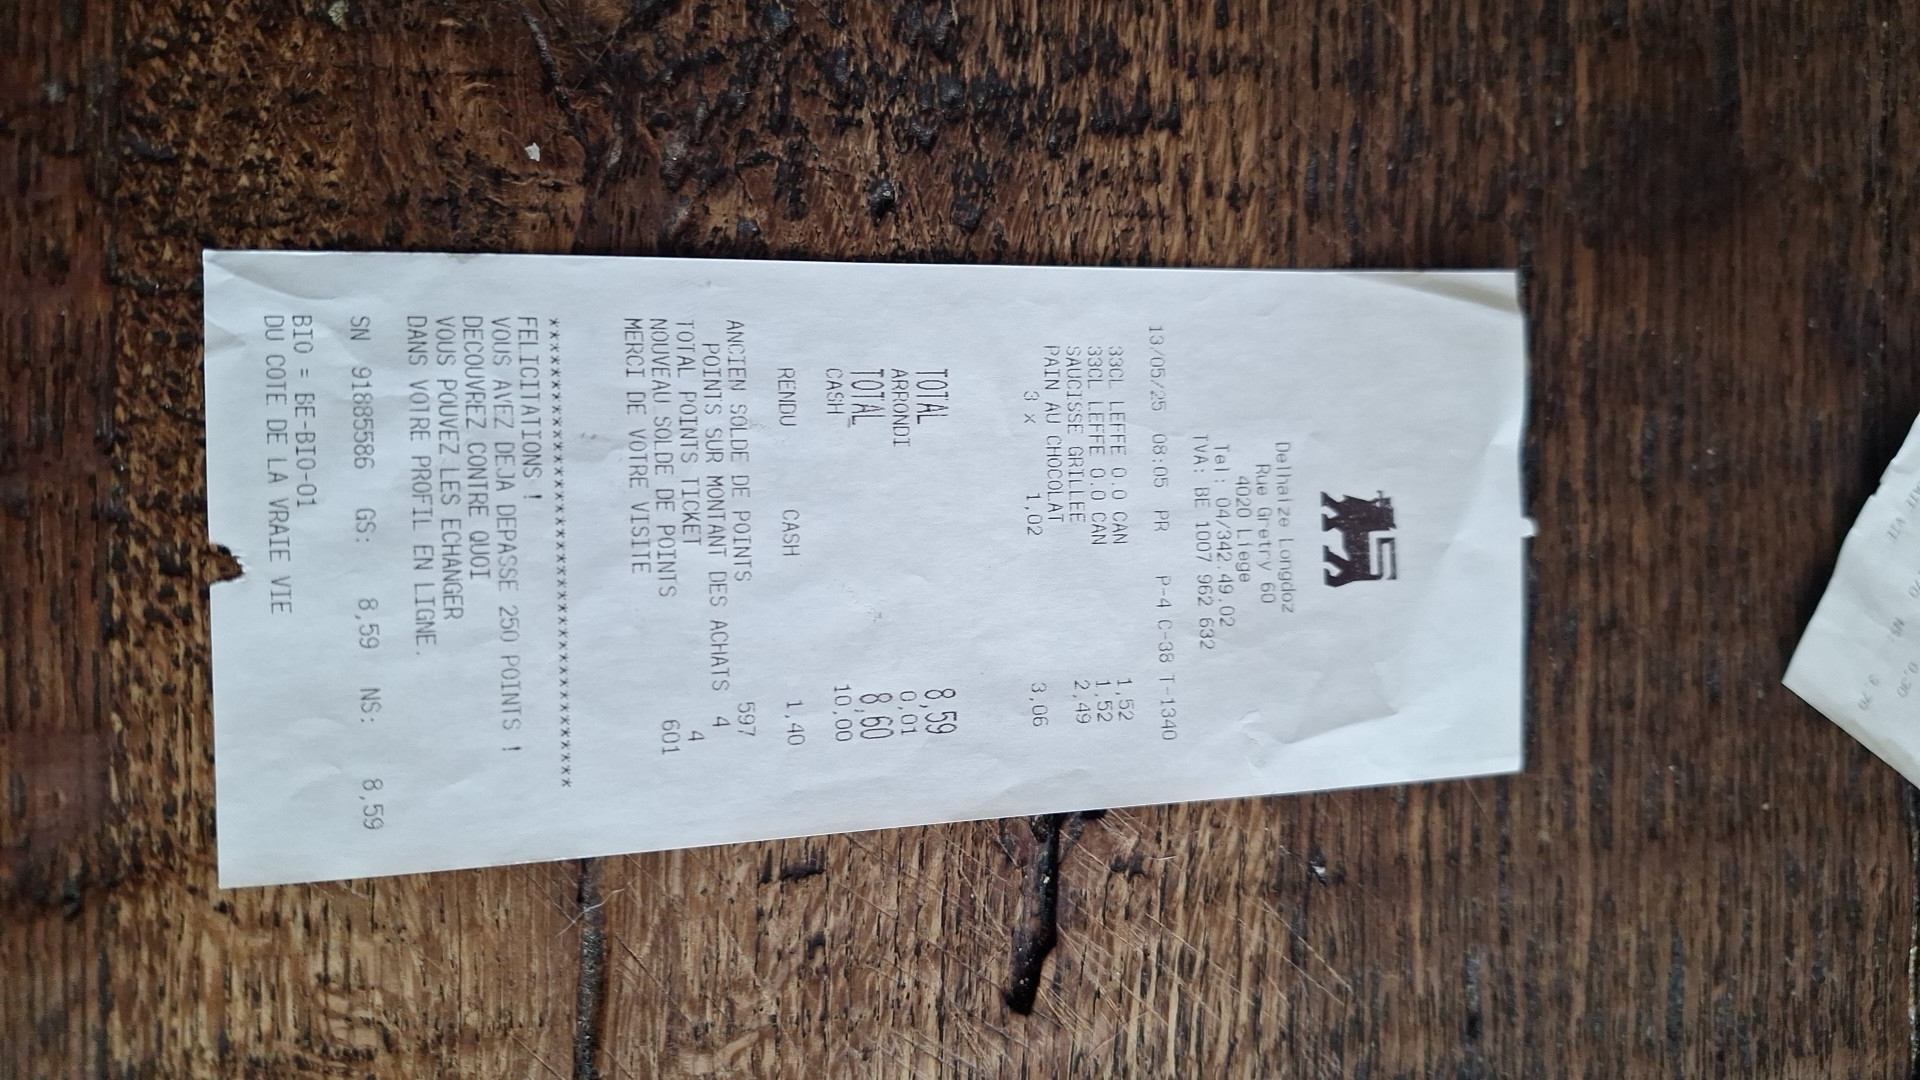 Delhaize Longdoz
Rue Gretry 60
4020 Liege
Tel : 04/342.49.02
TVA: BE 1007 962 632
13/05/25 08:05 PR P-4 C-38 T-1340
33CL LEFFE 0.0 CAN 1,52
33CL LEFFE 0.0 CAN 1,52
SAUCISSE GRILLEE 2,49
PAIN AU CHOCOLAT
3 X 1,02 3,06
TOTAL 8,59
ARRONDI 0,01
TOTAL 8,60
CASH 10,00
RENDU CASH 1,40
ANCIEN SOLDE DE POINTS 597
POINTS SUR MONTANT DES ACHATS 4
TOTAL POINTS TICKET 4
NOUVEAU SOLDE DE POINTS 601
MERCI DE VOTRE VISITE
******************************************
FELICITATIONS !
VOUS AVEZ DEJA DEPASSE 250 POINTS !
DECOUVREZ CONTRE QUOI
VOUS POUVEZ LES ECHANGER
DANS VOTRE PROFIL EN LIGNE.
SN 91885586 GS: 8,59 NS: 8,59
BIO = BE-BIO-01
DU COTE DE LA VRAIE VIE